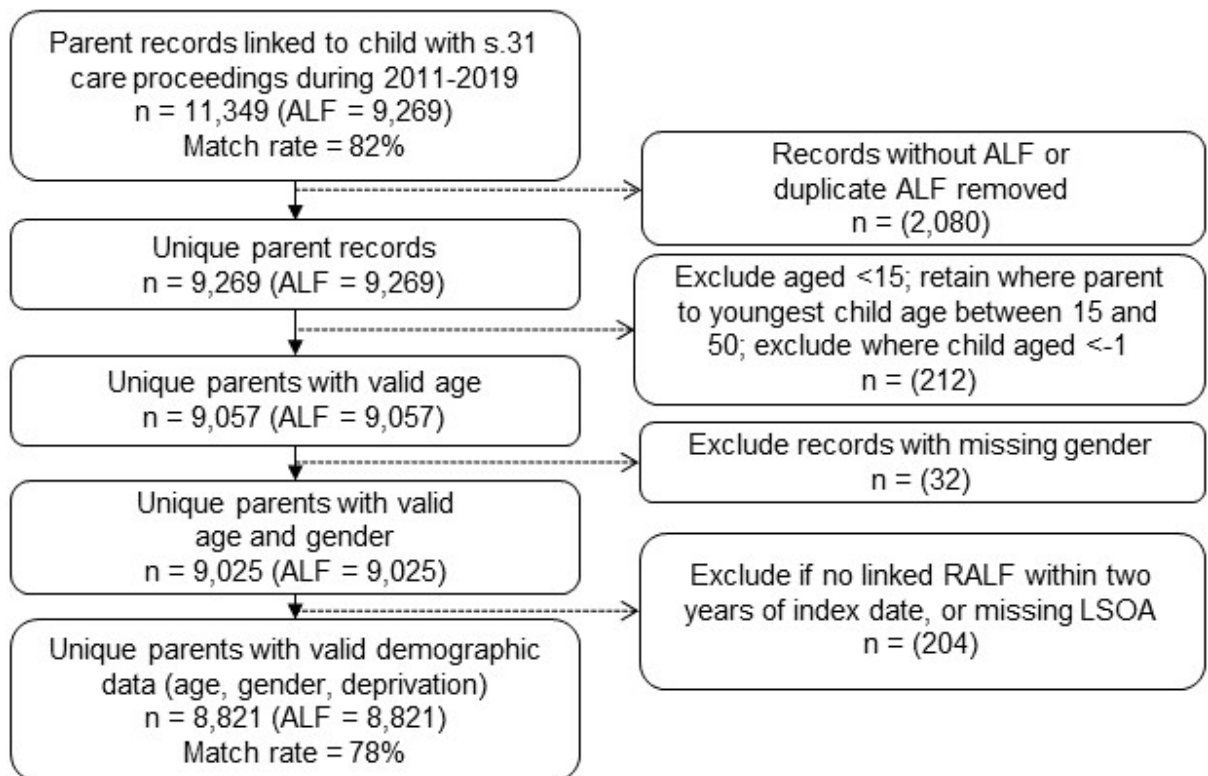 Parent records linked to child with s.31
care proceedings during 2011-2019
n = 11,349 (ALF = 9,269)
Match rate = 82%
Records without ALF or
duplicate ALF removed
n = (2,080)
Unique parent records
n = 9,269 (ALF = 9,269)
Exclude aged <15; retain where parent
to youngest child age between 15 and
50; exclude where child aged <-1
n = (212)
Unique parents with valid age
n = 9,057 (ALF = 9,057)
Exclude records with missing gender
n = (32)
Unique parents with valid
age and gender
n = 9,025 (ALF = 9,025)
Exclude if no linked RALF within two
years of index date, or missing LSOA
n = (204)
Unique parents with valid demographic
data (age, gender, deprivation)
n = 8,821 (ALF = 8,821)
Match rate = 78%